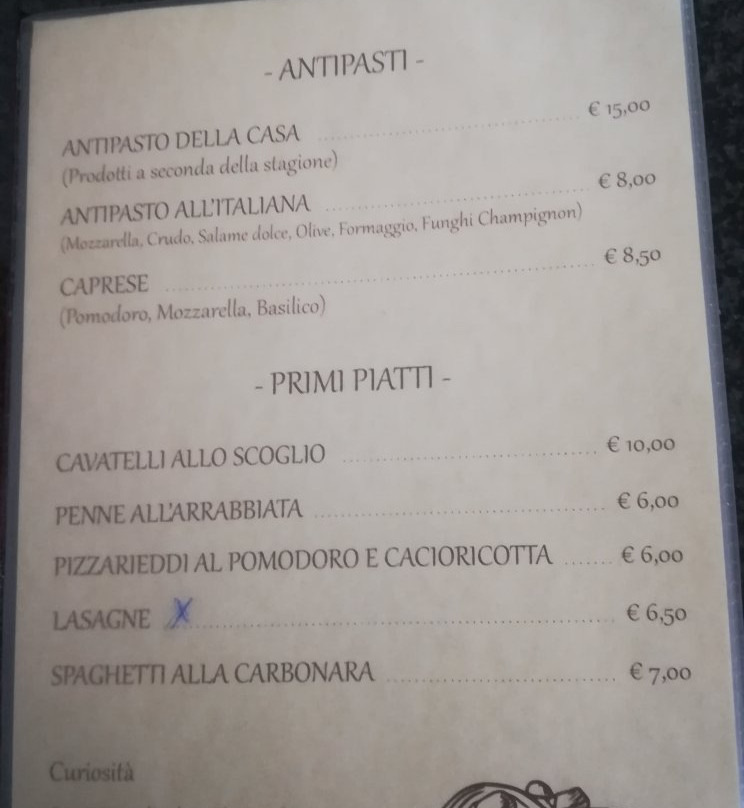 - ANTIPASTI -
ANTIPASTO DELLA CASA ........ € 15,00
(Prodotti a seconda della stagione)
ANTIPASTO ALL'ITALIANA ........ € 8,00
(Mozzarella, Crudo, Salame dolce, Olive, Formaggio, Funghi Champignon)
CAPRESE ........ € 8,50
(Pomodoro, Mozzarella, Basilico)
- PRIMI PIATTI -
CAVATELLI ALLO SCOGLIO ........ € 10,00
PENNE ALL'ARRABBIATA ........ € 6,00
PIZZARIEDDI AL POMODORO E CACIORICOTTA ....... € 6,00
LASAGNE X ........ € 6,50
SPAGHETTI ALLA CARBONARA ........ € 7,00
Curiosità